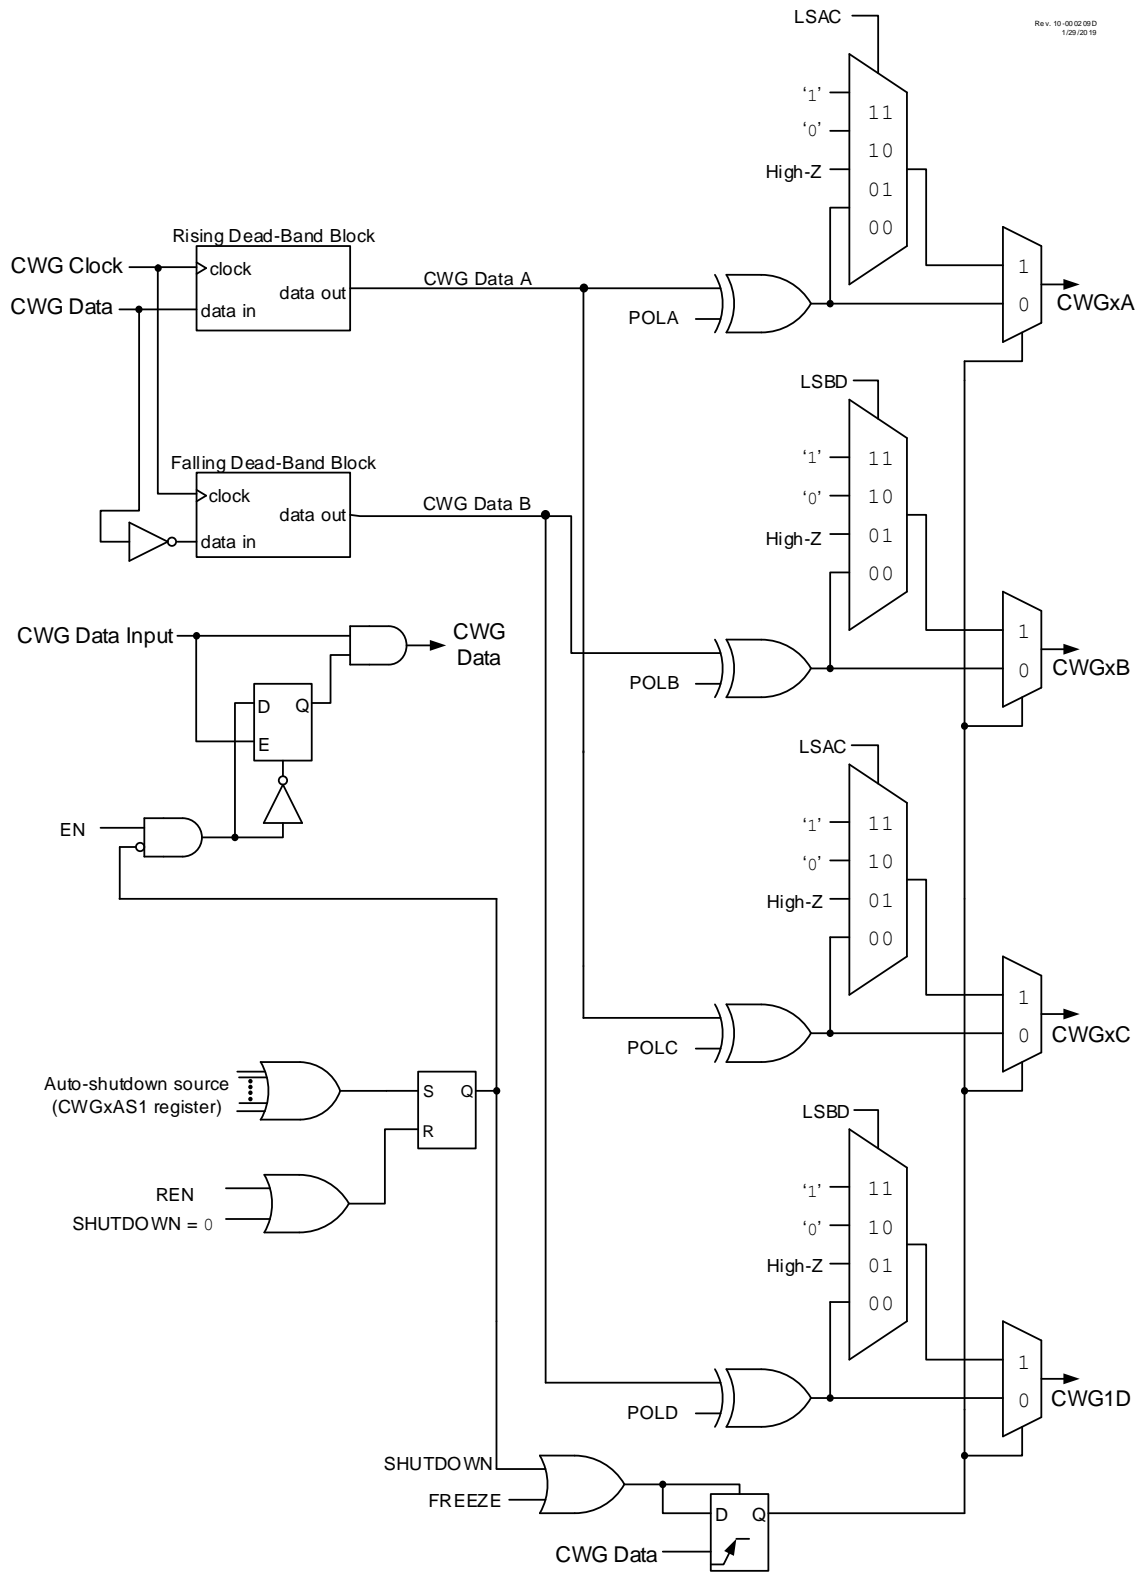 LSAC
Rev. 10-000209D
1/29/2019
‘1’
11
‘0’
10
High-Z
01
00
Rising Dead-Band Block
CWG Clock
clock
CWG Data A
data out
CWG Data
data in
POLA
1
0
CWGxA
LSBD
‘1’
11
‘0’
10
High-Z
01
00
Falling Dead-Band Block
clock
CWG Data B
data out
data in
CWG Data Input
CWG
Data
POLB
1
0
CWGxB
D
Q
E
EN
LSAC
‘1’
11
‘0’
10
High-Z
01
00
POLC
1
0
CWGxC
Auto-shutdown source
(CWGxAS1 register)
S
Q
R
REN
SHUTDOWN = 0
LSBD
‘1’
11
‘0’
10
High-Z
01
00
POLD
1
0
CWG1D
SHUTDOWN
FREEZE
D
Q
CWG Data